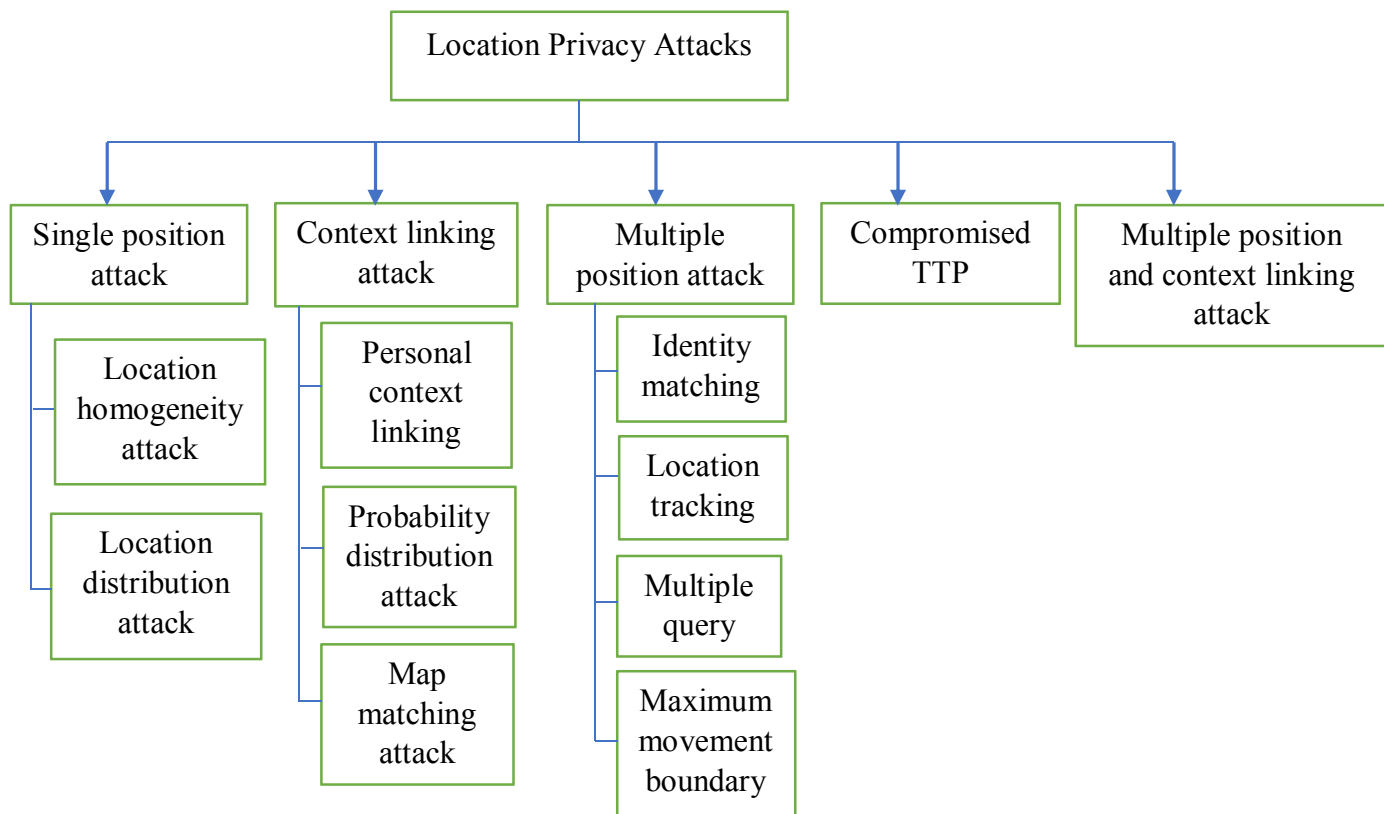 Location Privacy Attacks
Single position
attack
Context linking
attack
Multiple
position attack
Compromised
TTP
Multiple position
and context linking
attack
Location
homogeneity
attack
Location
distribution
attack
Personal
context
linking
Probability
distribution
attack
Map
matching
attack
Identity
matching
Location
tracking
Multiple
query
Maximum
movement
boundary